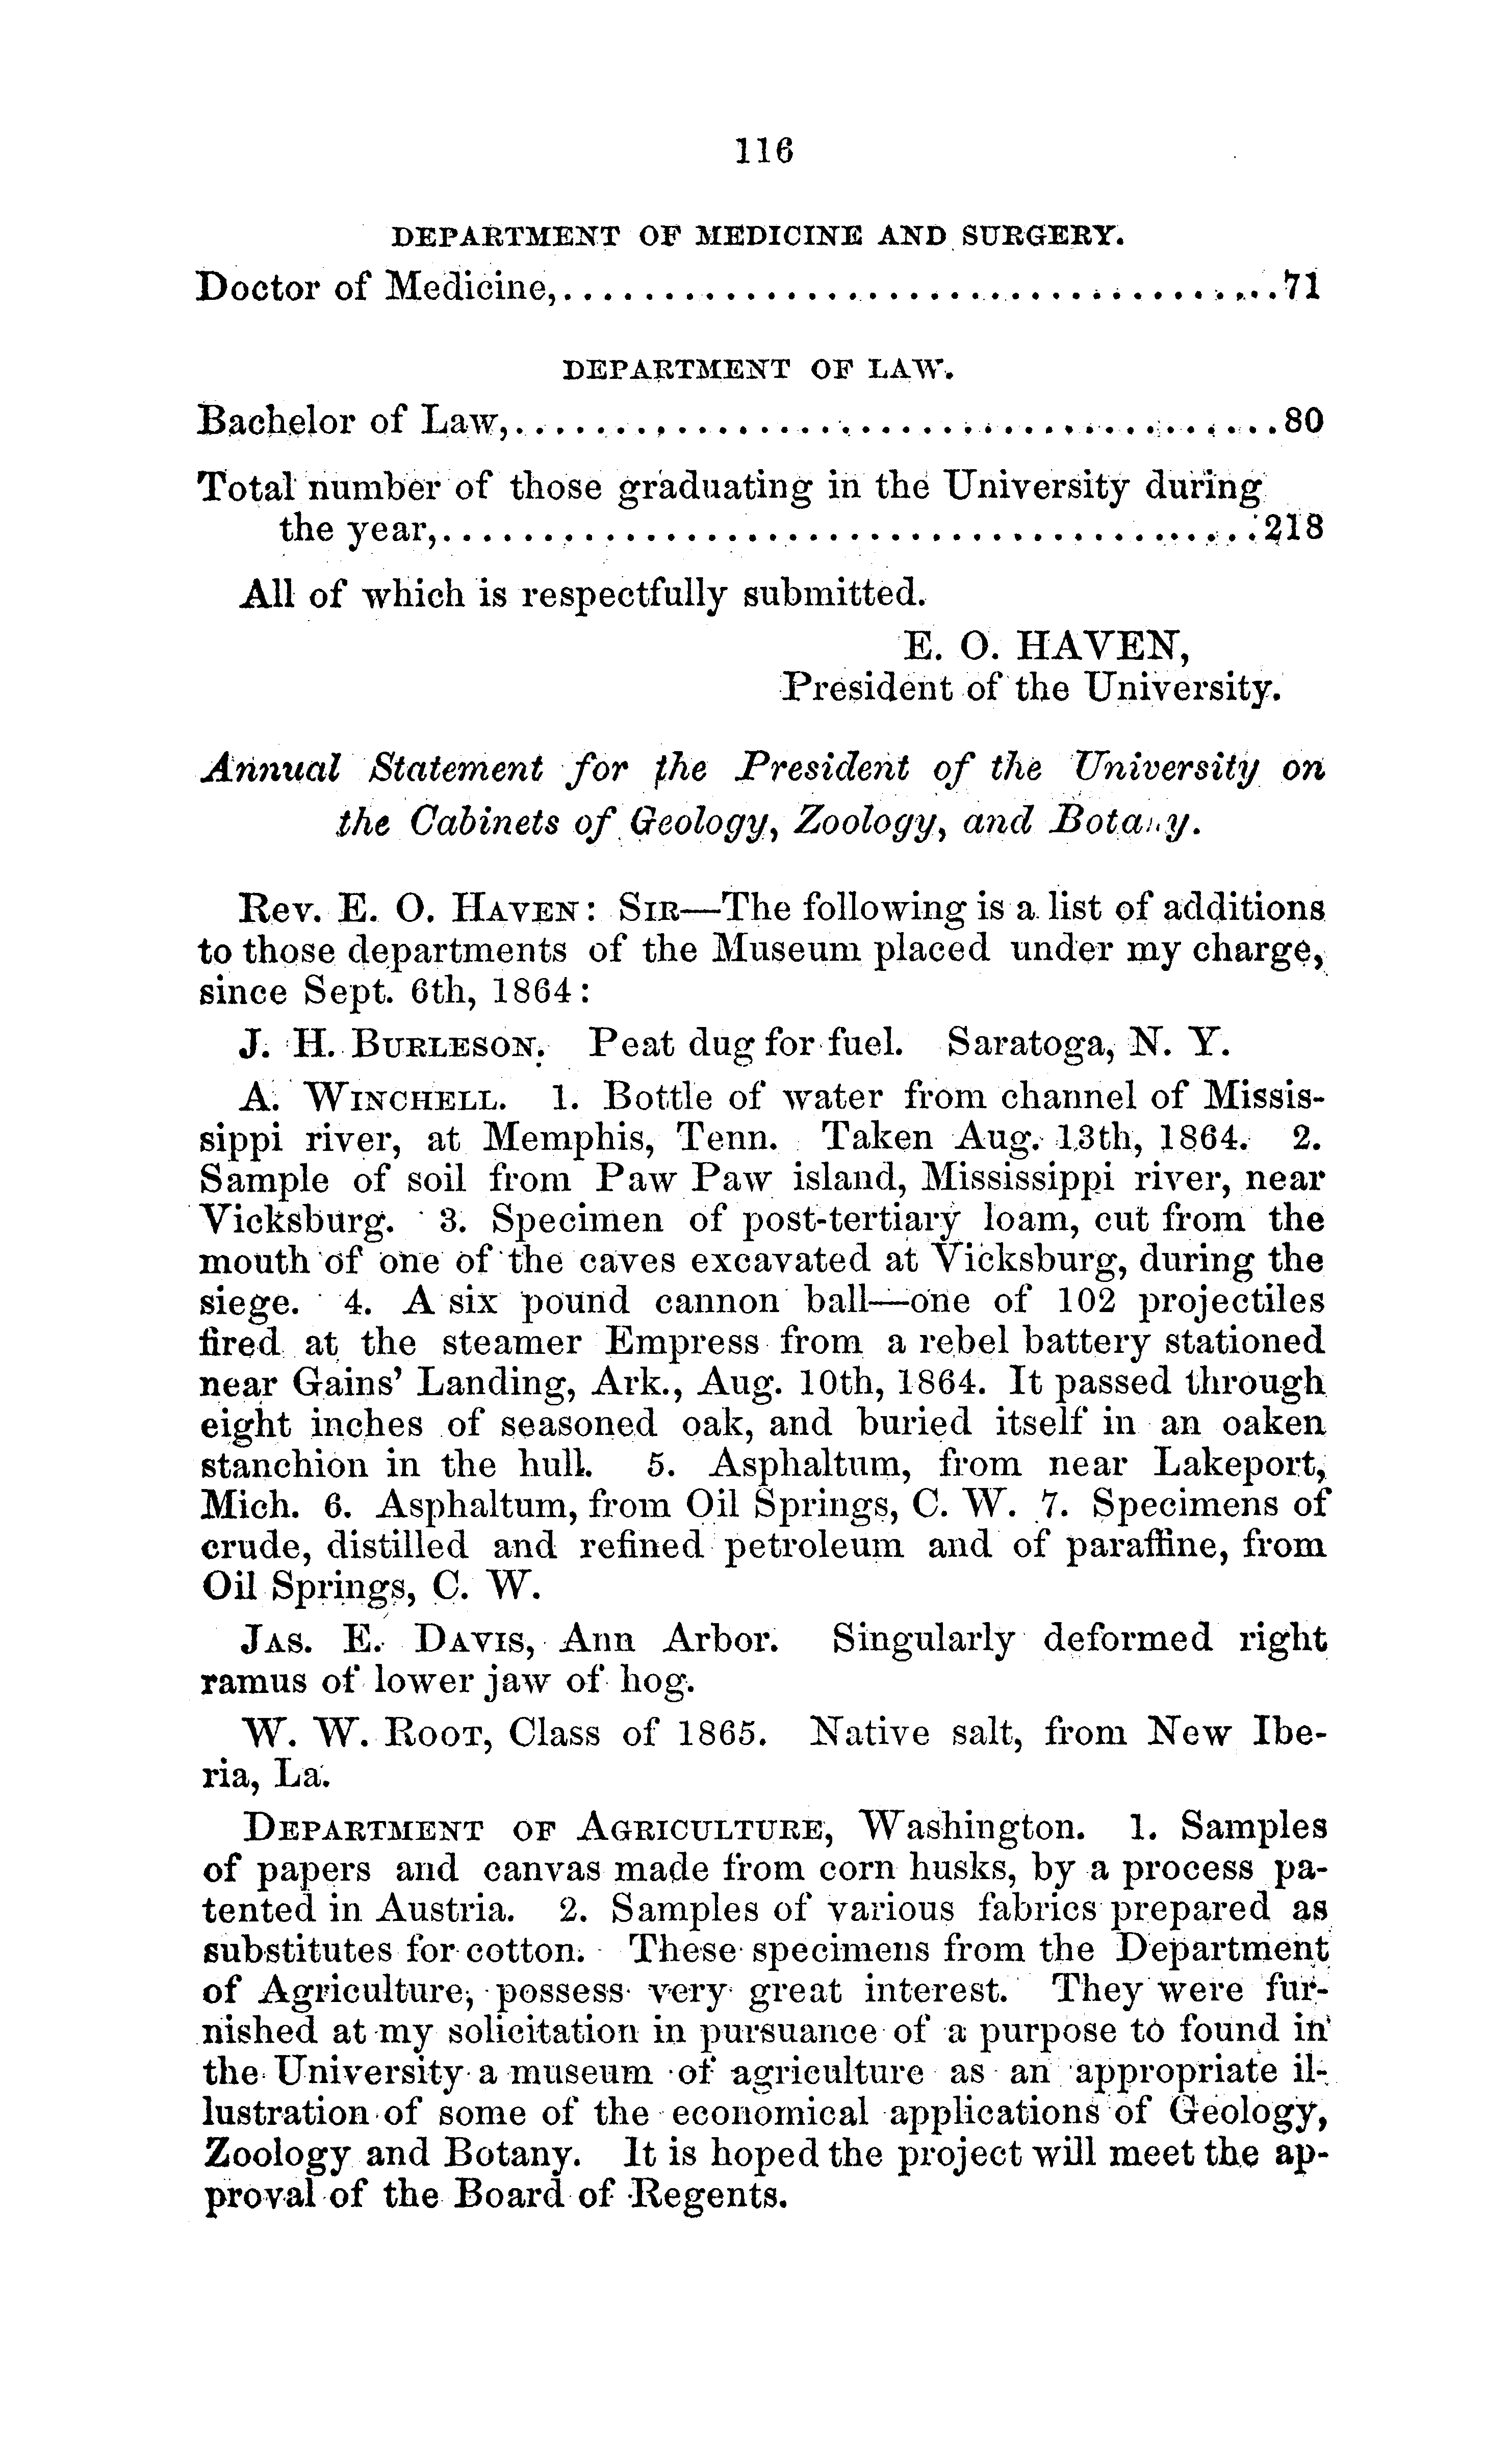 116
DEPARTMENT OF MEDICINE AND SURGERY.
Doctor of Medicine,......................................71
DEPARTMENT OF LAW.
Bachelor of Law,........................................80
Total number of those graduating in the University during
the year,..........................................218
All of which is respectfully submitted.
E. O. HAVEN,
President of the University.
Annual Statement for the President of the University on
the Cabinets of Geology, Zoology, and Botany.
Rev. E. O. HAVEN: SIR—The following is a list of additions
to those departments of the Museum placed under my charge,
since Sept. 6th, 1864:
J. H. BURLESON. Peat dug for fuel. Saratoga, N. Y.
A. WINCHELL. 1. Bottle of water from channel of Missis-
sippi river, at Memphis, Tenn. Taken Aug. 13th, 1864. 2.
Sample of soil from Paw Paw island, Mississippi river, near
Vicksburg. 3. Specimen of post-tertiary loam, cut from the
mouth of one of the caves excavated at Vicksburg, during the
siege. 4. A six pound cannon ball—one of 102 projectiles
fired at the steamer Empress from a rebel battery stationed
near Gains' Landing, Ark., Aug. 10th, 1864. It passed through
eight inches of seasoned oak, and buried itself in an oaken
stanchion in the hull. 5. Asphaltum, from near Lakeport,
Mich. 6. Asphaltum, from Oil Springs, C. W. 7. Specimens of
crude, distilled and refined petroleum and of paraffine, from
Oil Springs, C. W.
JAS. E. DAVIS, Ann Arbor. Singularly deformed right
ramus of lower jaw of hog.
W. W. ROOT, Class of 1865. Native salt, from New Ibe-
ria, La.
DEPARTMENT OF AGRICULTURE, Washington. 1. Samples
of papers and canvas made from corn husks, by a process pa-
tented in Austria. 2. Samples of various fabrics prepared as
substitutes for cotton. These specimens from the Department
of Agriculture, possess very great interest. They were fur-
nished at my solicitation in pursuance of a purpose to found in
the University a museum of agriculture as an appropriate il-
lustration of some of the economical applications of Geology,
Zoology and Botany. It is hoped the project will meet the ap-
proval of the Board of Regents.